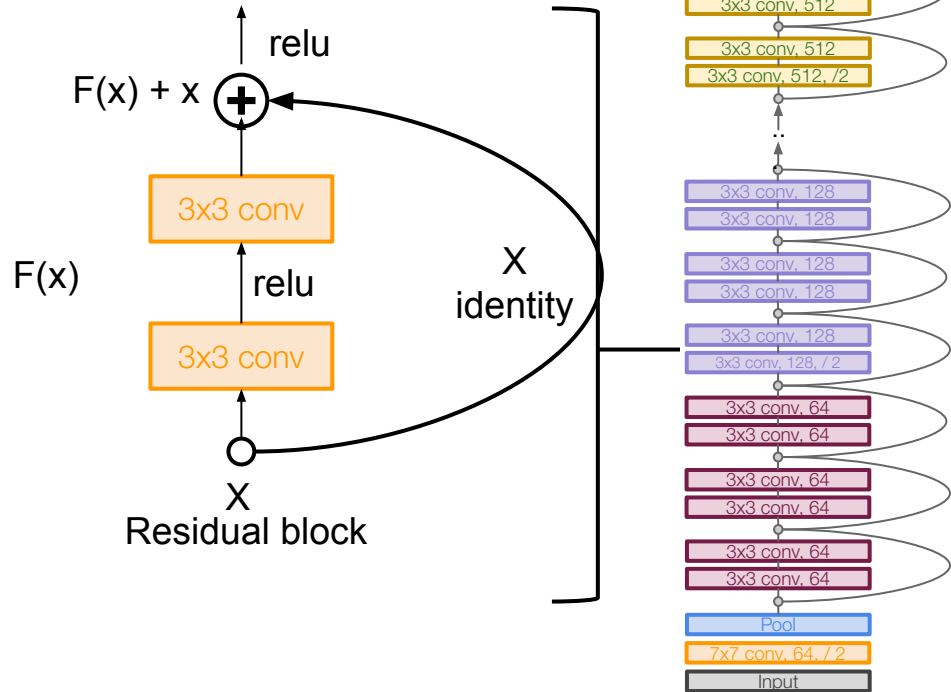 relu
F(x) + x
3x3 conv
F(x)
relu
X
identity
3x3 conv
X
Residual block
3x3 conv, 512
3x3 conv, 512
3x3 conv, 512, /2
..
3x3 conv, 128
3x3 conv, 128
3x3 conv, 128
3x3 conv, 128
3x3 conv, 128
3x3 conv, 128, / 2
3x3 conv, 64
3x3 conv, 64
3x3 conv, 64
3x3 conv, 64
3x3 conv, 64
3x3 conv, 64
Pool
7x7 conv, 64, / 2
Input